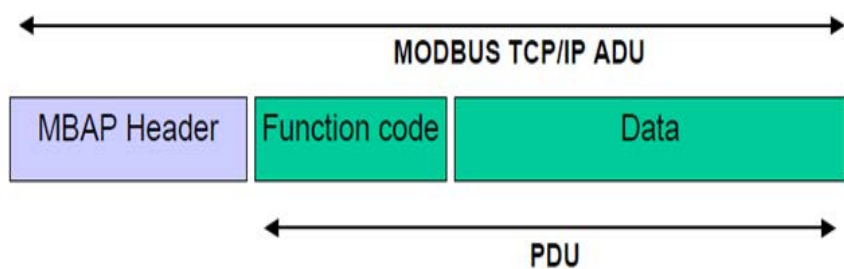 MODBUS TCP/IP ADU
MBAP Header Function code Data
PDU